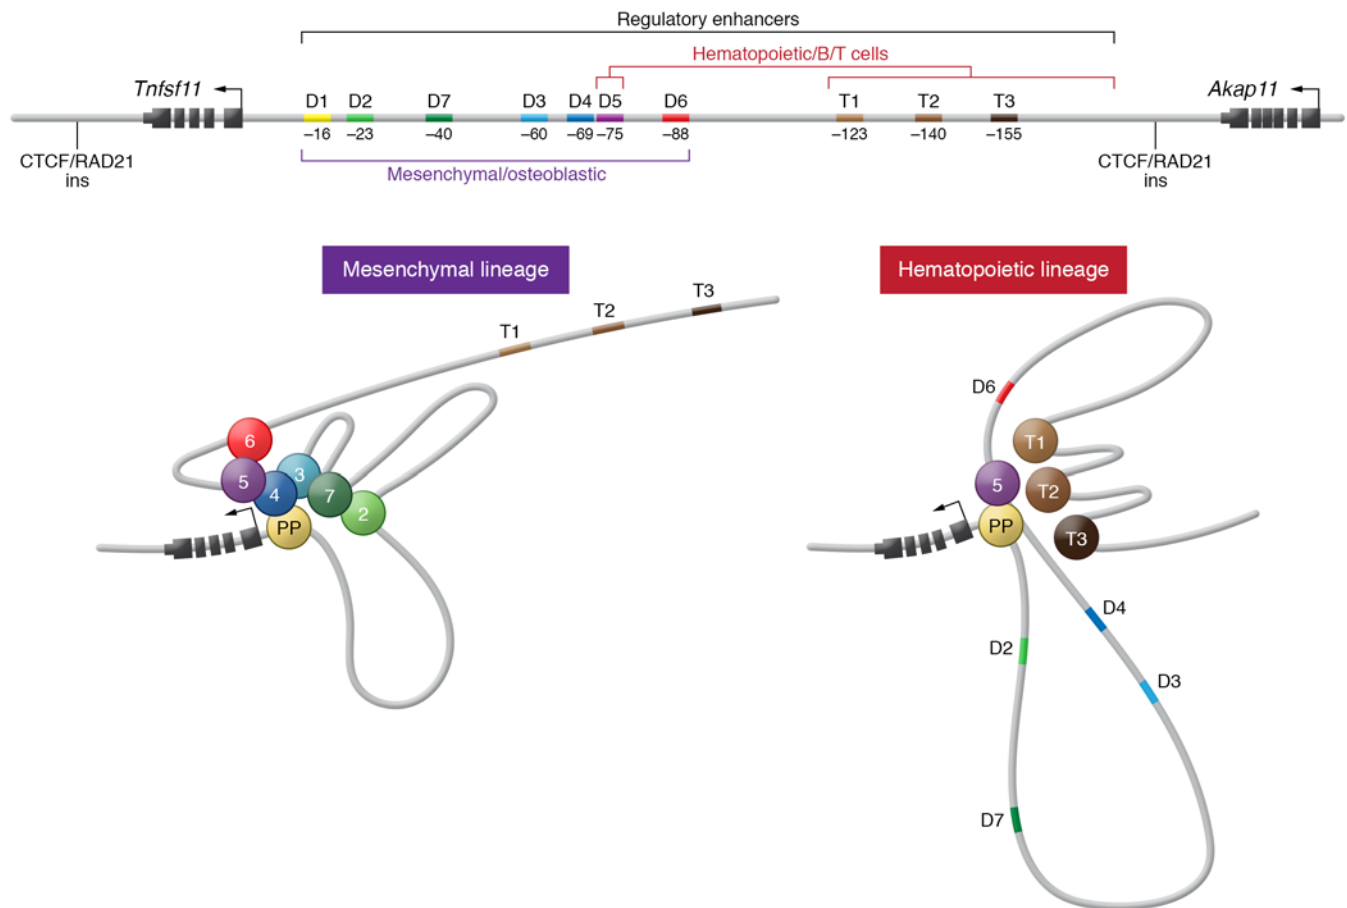 Regulatory enhancers
Hematopoietic/B/T cells
Tnfsf11
Akap11
D1 D2 D7 D3 D4 D5 D6 T1 T2 T3
–16 –23 –40 –60 –69 –75 –88 –123 –140 –155
CTCF/RAD21
ins
Mesenchymal/osteoblastic
CTCF/RAD21
ins
Mesenchymal lineage
T1
T2
T3
6
5
4
3
7
2
PP
Hematopoietic lineage
D6
T1
5
T2
PP
T3
D4
D2
D3
D7